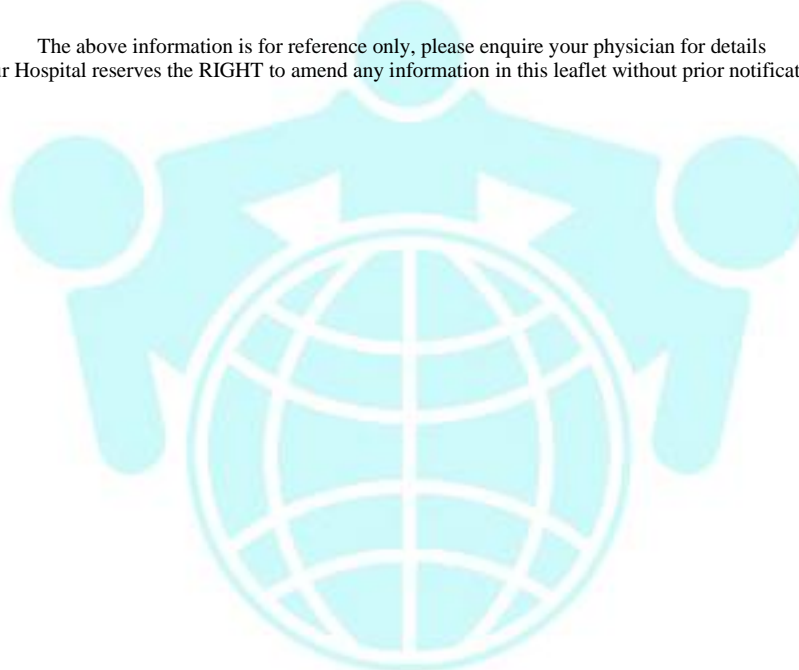 The above information is for reference only, please enquire your physician for details
Hospital reserves the RIGHT to amend any information in this leaflet without prior